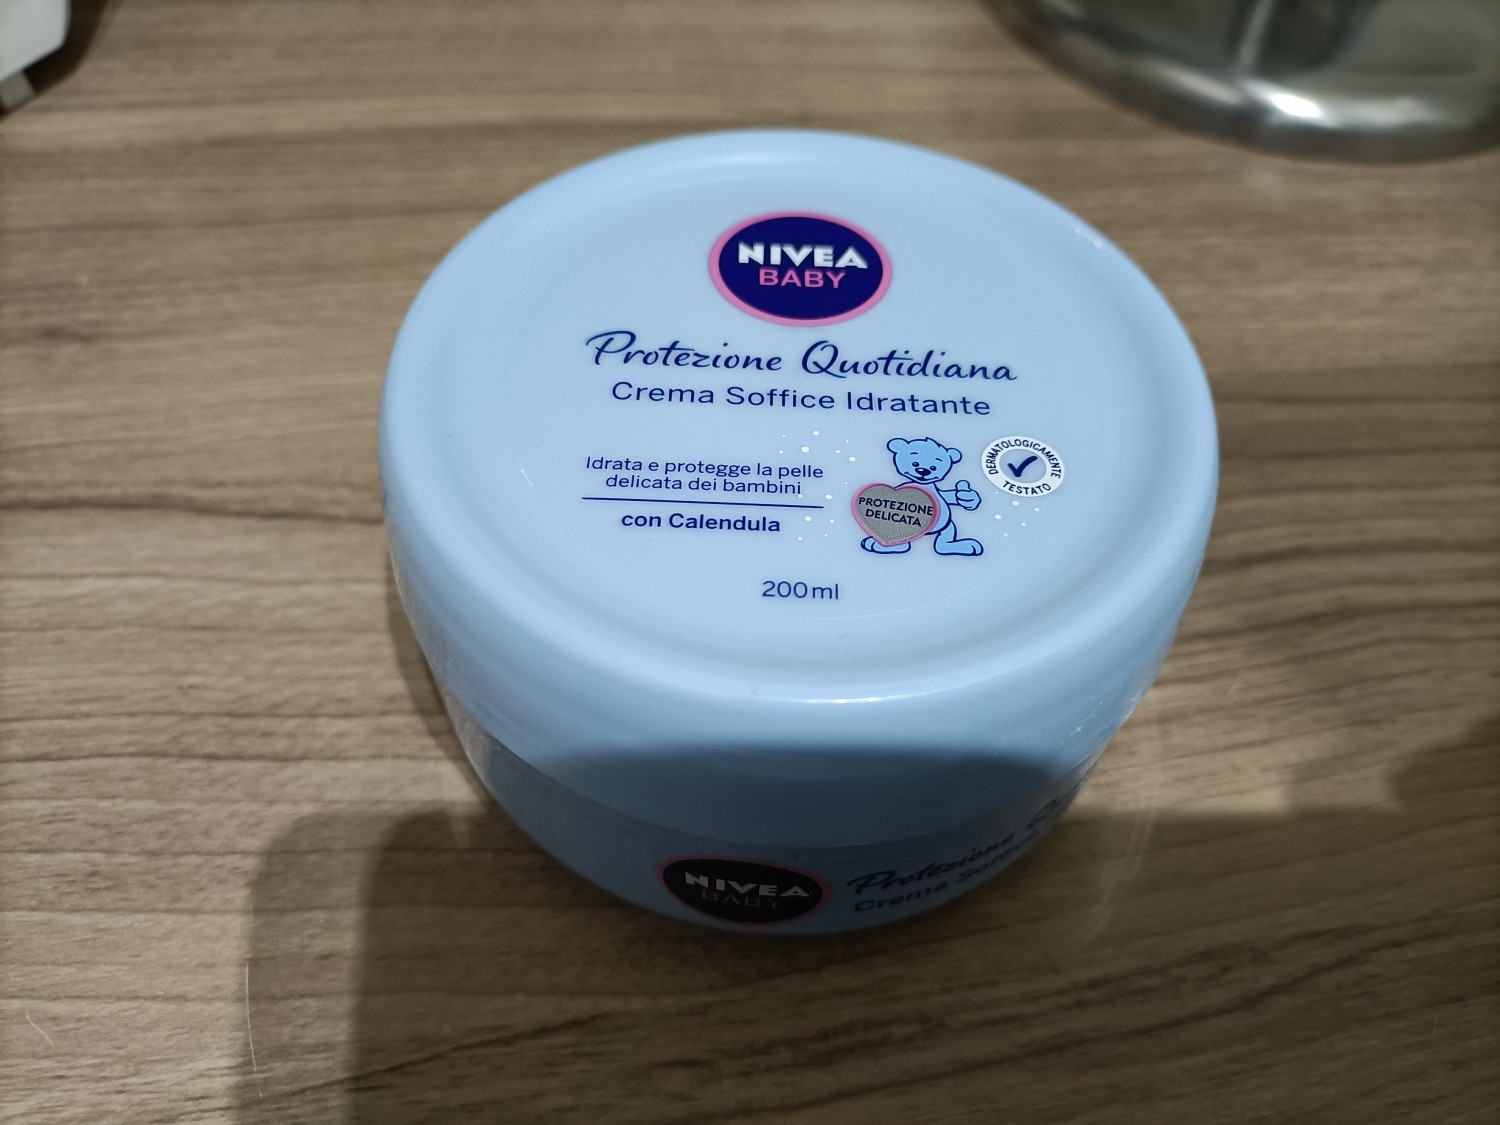 NIVEA
BABY
Protezione Quotidiana
Crema Soffice Idratante
Idrata e protegge la pelle
delicata dei bambini
con Calendula
PROTEZIONE
DELICATA
DERMATOLOGICAMENTE
TESTATO
200ml
NIVEA
BABY
Protezione
Crema